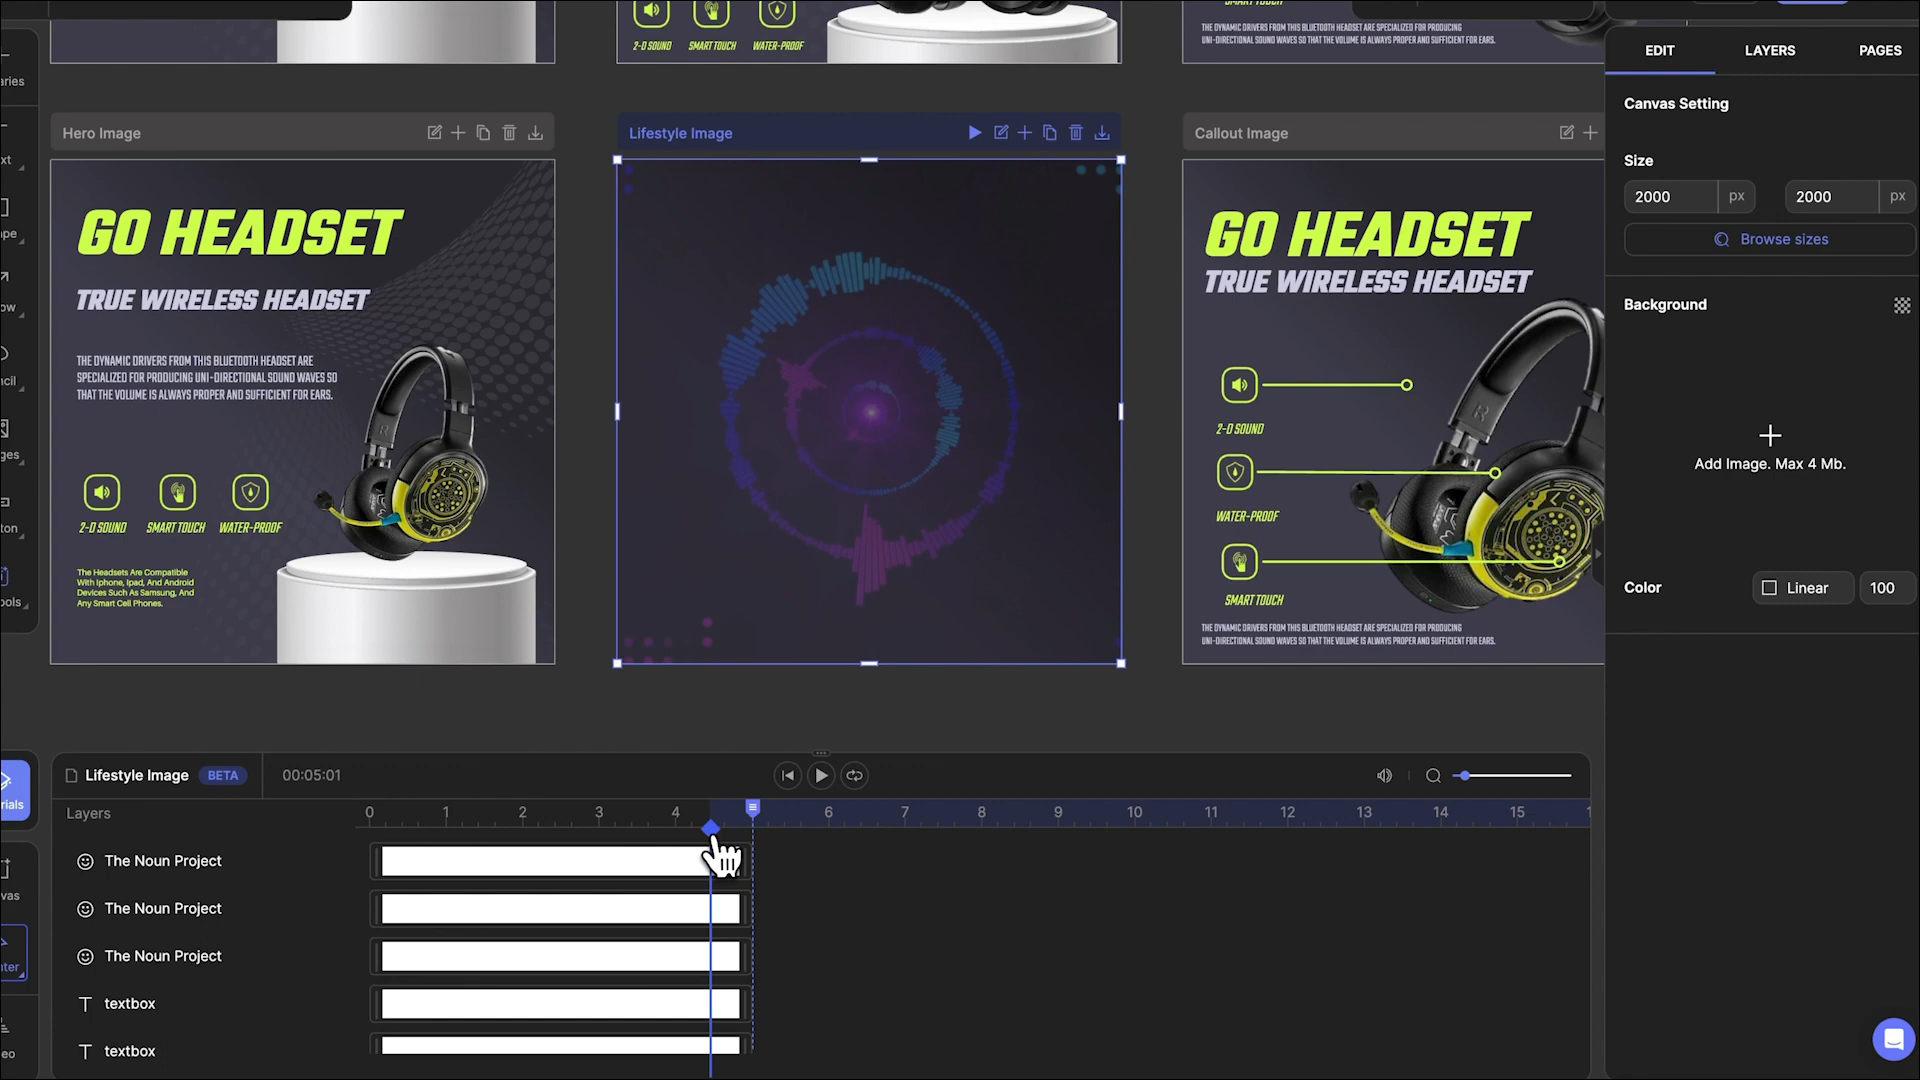 2-D SOUND SMART TOUCH WATER-PROOF
THE DYNAMIC DRIVERS FROM THIS BLUETOOTH HEADSET ARE SPECIALIZED FOR PRODUCING
UNI-DIRECTIONAL SOUND WAVES SO THAT THE VOLUME IS ALWAYS PROPER AND SUFFICIENT FOR EARS.
EDIT LAYERS PAGES
Canvas Setting
Size
2000 px 2000 px
Browse sizes
Background
Add Image. Max 4 Mb.
Color Linear 100
Hero Image
GO HEADSET
TRUE WIRELESS HEADSET
THE DYNAMIC DRIVERS FROM THIS BLUETOOTH HEADSET ARE
SPECIALIZED FOR PRODUCING UNI-DIRECTIONAL SOUND WAVES SO
THAT THE VOLUME IS ALWAYS PROPER AND SUFFICIENT FOR EARS.
2-D SOUND SMART TOUCH WATER-PROOF
The Headsets Are Compatible
With Iphone, Ipad, And Android
Devices Such As Samsung, And
Any Smart Cell Phones.
Lifestyle Image
Callout Image
GO HEADSET
TRUE WIRELESS HEADSET
2-D SOUND
WATER-PROOF
SMART TOUCH
THE DYNAMIC DRIVERS FROM THIS BLUETOOTH HEADSET ARE SPECIALIZED FOR PRODUCING
UNI-DIRECTIONAL SOUND WAVES SO THAT THE VOLUME IS ALWAYS PROPER AND SUFFICIENT FOR EARS.
Lifestyle Image BETA 00:05:01
Layers 0 1 2 3 4 6 7 8 9 10 11 12 13 14 15
The Noun Project
The Noun Project
The Noun Project
textbox
textbox